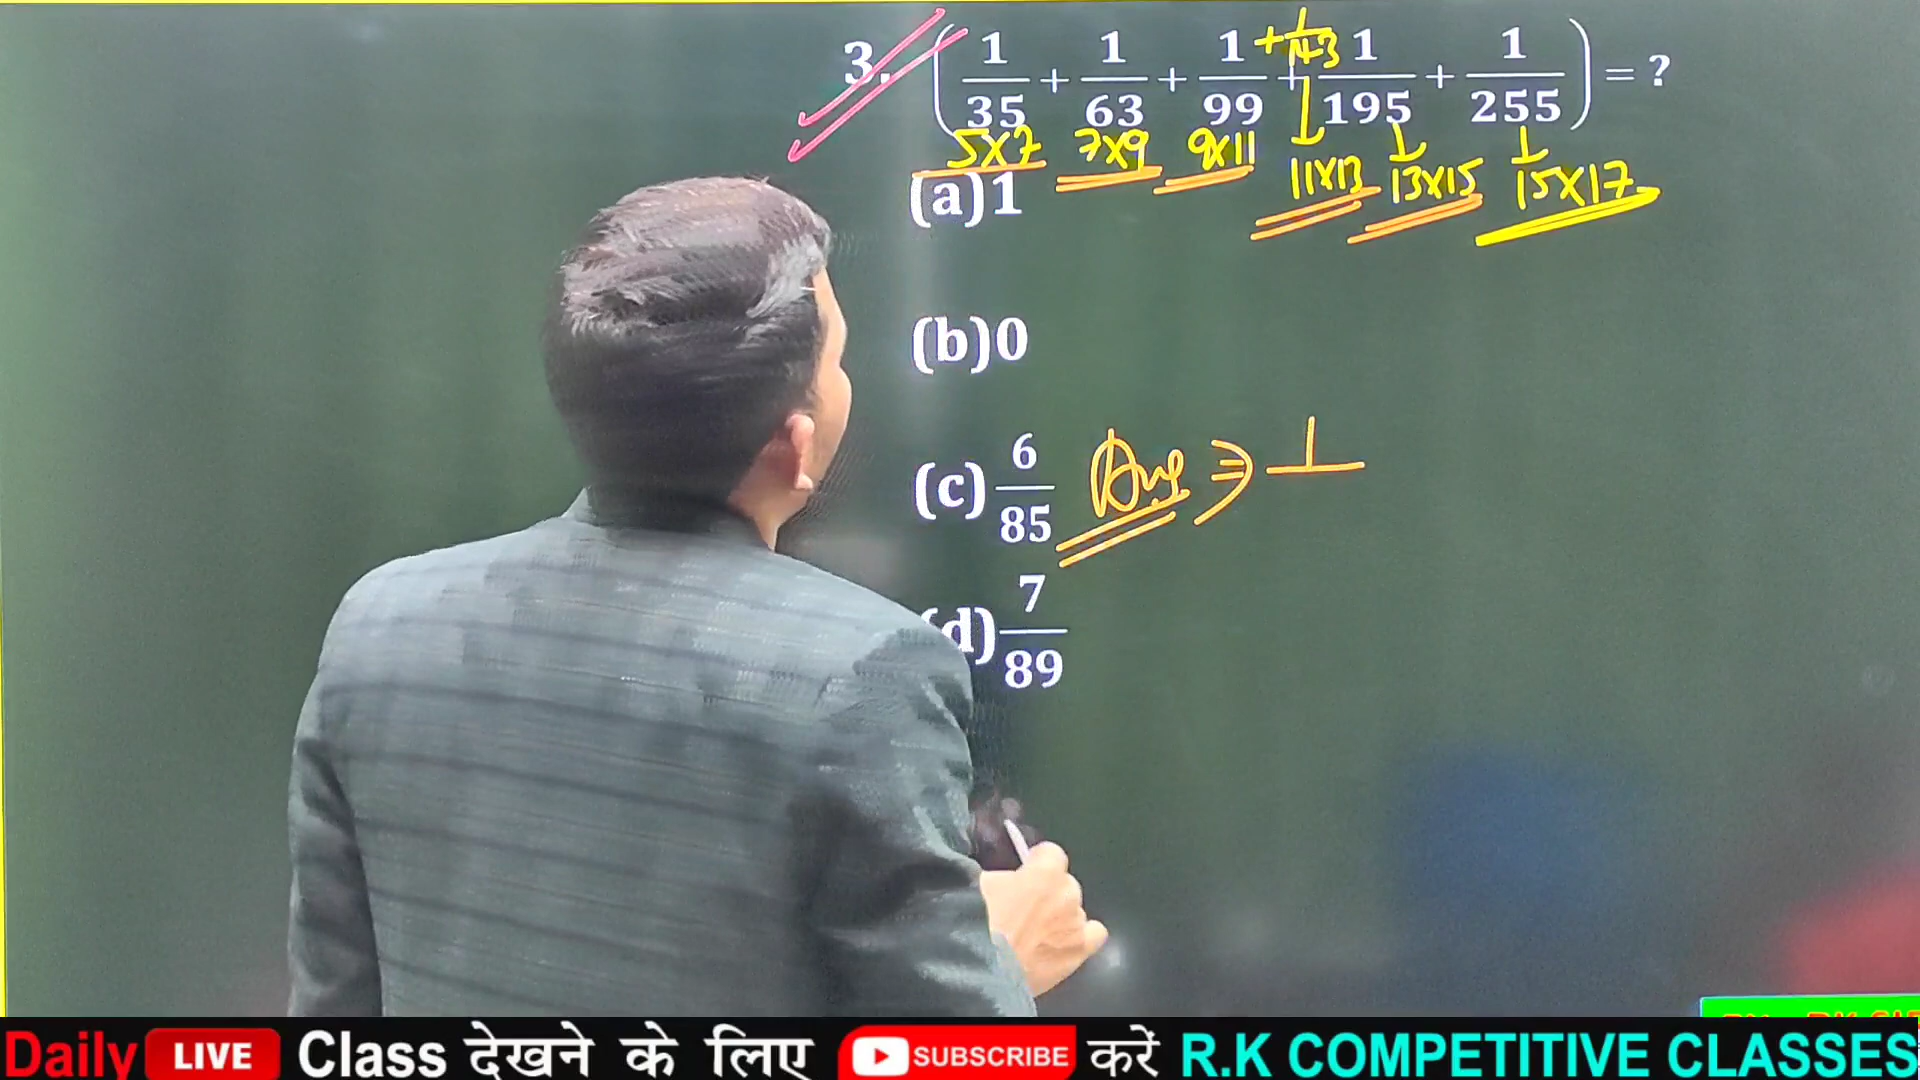 3. (1/35 + 1/63 + 1/99 + 1/143 + 1/195 + 1/255) = ?
5×7 7×9 9×11 11×13 13×15 15×17
(a)1
(b)0
(c) 6/85 Ans ⇒ 1
(d) 7/89
Daily LIVE Class देखने के लिए SUBSCRIBE करें R.K COMPETITIVE CLASSES